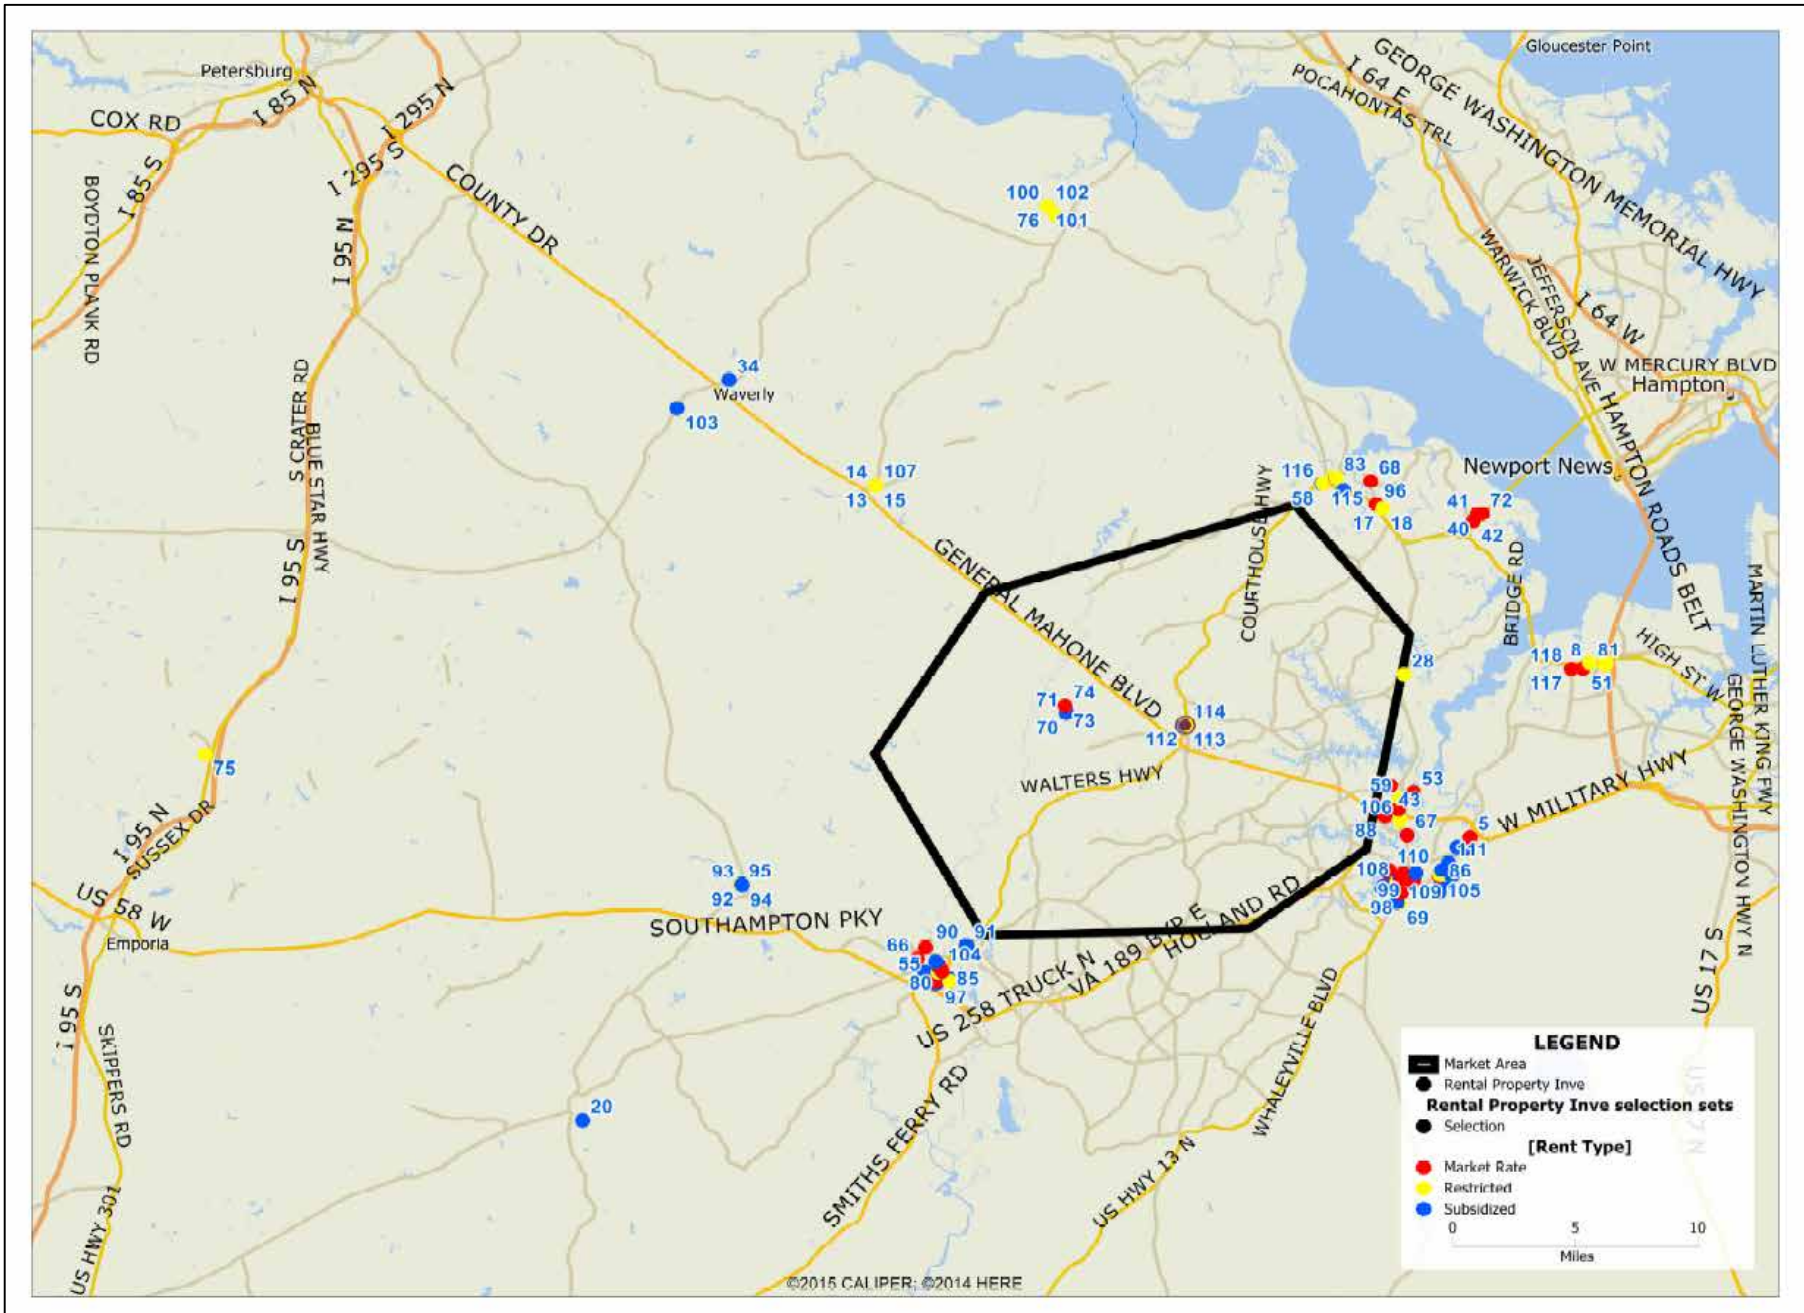 Gloucester Point
Petersburg
GEORGE WASHINGTON MEMORIAL HWY
I 64 E
POCAHONTAS TRL
COX RD
I 85 N
I 295 N
I 295 S
I 85 S
BOYDTON PLANK RD
I 95 N
COUNTY DR
100 102
76 101
WARWICK BLVD
JEFFERSON AVE
I 64 W
W MERCURY BLVD
Hampton
HAMPTON ROADS BELT
34
Waverly
103
S CRATER RD
BLUE STAR HWY
I 95 S
14 107
13 15
116 83 68
58 115 96
17 18
Newport News
41 72
40 42
COURTHOUSE HWY
BRIDGE RD
GENERAL MAHONE BLVD
MARTIN LUTHER KING FWY
HIGH ST W
118 8 81
117 51
28
71 74
70 73
114
112 113
GEORGE WASHINGTON HWY N
WALTERS HWY
75
I 95 N
SUSSEX DR
59 53
106 43
88 67
5
W MILITARY HWY
110 111
108 86
99 109 105
98 69
93 95
92 94
US 58 W
Emporia
SOUTHAMPTON PKY
HOLLAND RD
90 91
66 104
55 85
80 97
US 258 TRUCK N
VA 189 BYP E
US 17 S
I 95 S
SKIPPERS RD
WHALEYVILLE BLVD
20
SMITHS FERRY RD
US HWY 13 N
US HWY 301
US 17 N
LEGEND
Market Area
Rental Property Inve
Rental Property Inve selection sets
Selection
[Rent Type]
Market Rate
Restricted
Subsidized
0 5 10
Miles
©2015 CALIPER; ©2014 HERE